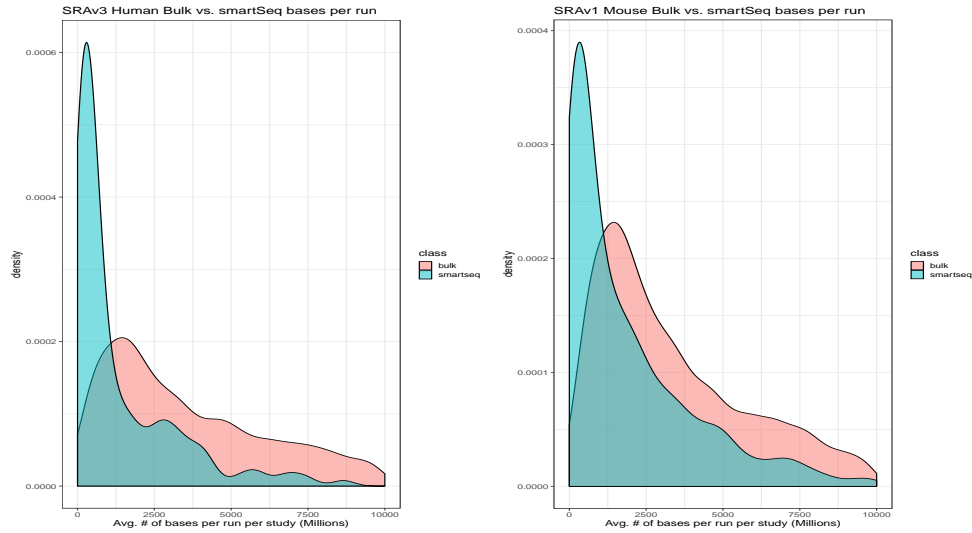 SRAv3 Human Bulk vs. smartSeq bases per run
0.0006
0.0004
0.0002
0.0000
density
0
2500
5000
7500
10000
Avg. # of bases per run per study (Millions)
class
bulk
smartseq
SRAv1 Mouse Bulk vs. smartSeq bases per run
0.0004
0.0003
0.0002
0.0001
0.0000
density
0
2500
5000
7500
10000
Avg. # of bases per run per study (Millions)
class
bulk
smartseq